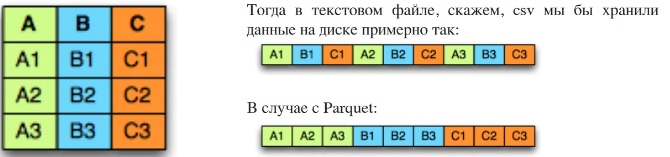 A B C
A1 B1 C1
A2 B2 C2
A3 B3 C3
Тогда в текстовом файле, скажем, csv мы бы хранили
данные на диске примерно так:
A1 B1 C1 A2 B2 C2 A3 B3 C3
В случае с Parquet:
A1 A2 A3 B1 B2 B3 C1 C2 C3